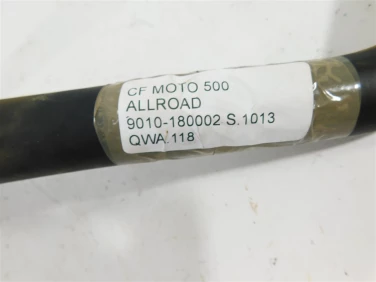 CF MOTO 500
ALLROAD
9010-180002 S.1013
QWA.118